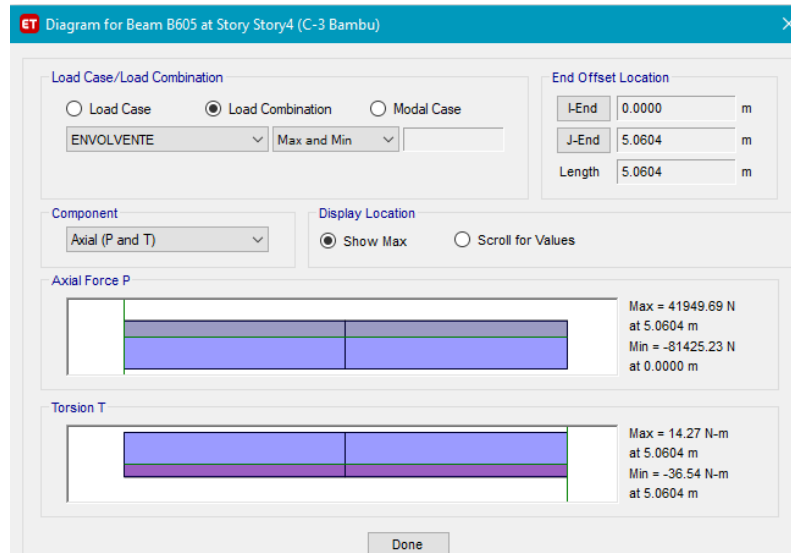 ET Diagram for Beam B605 at Story Story4 (C-3 Bambu)
Load Case/Load Combination
Load Case Load Combination Modal Case
ENVOLVENTE Max and Min
End Offset Location
I-End 0.0000 m
J-End 5.0604 m
Length 5.0604 m
Component
Axial (P and T)
Display Location
Show Max Scroll for Values
Axial Force P
Max = 41949.69 N
at 5.0604 m
Min = -81425.23 N
at 0.0000 m
Torsion T
Max = 14.27 N-m
at 5.0604 m
Min = -36.54 N-m
at 5.0604 m
Done